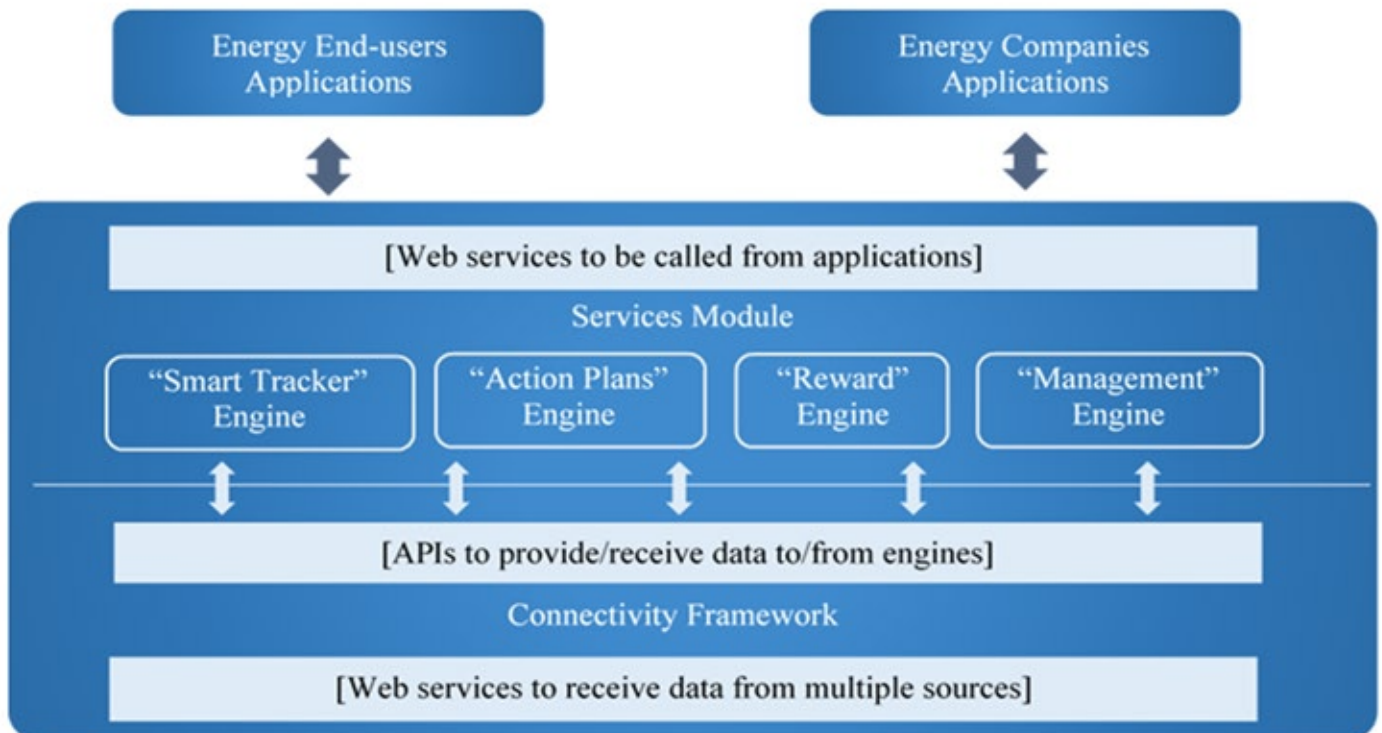 Energy End-users
Applications
Energy Companies
Applications
[Web services to be called from applications]
Services Module
“Smart Tracker”
Engine
“Action Plans”
Engine
“Reward”
Engine
“Management”
Engine
[APIs to provide/receive data to/from engines]
Connectivity Framework
[Web services to receive data from multiple sources]